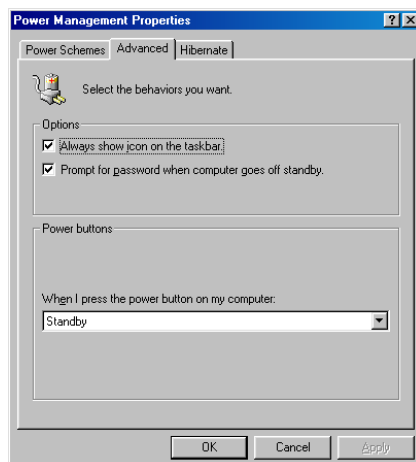 Power Management Properties
Power Schemes Advanced Hibernate
Select the behaviors you want.
Options
Always show icon on the taskbar.
Prompt for password when computer goes off standby.
Power buttons
When I press the power button on my computer:
Standby
OK Cancel Apply